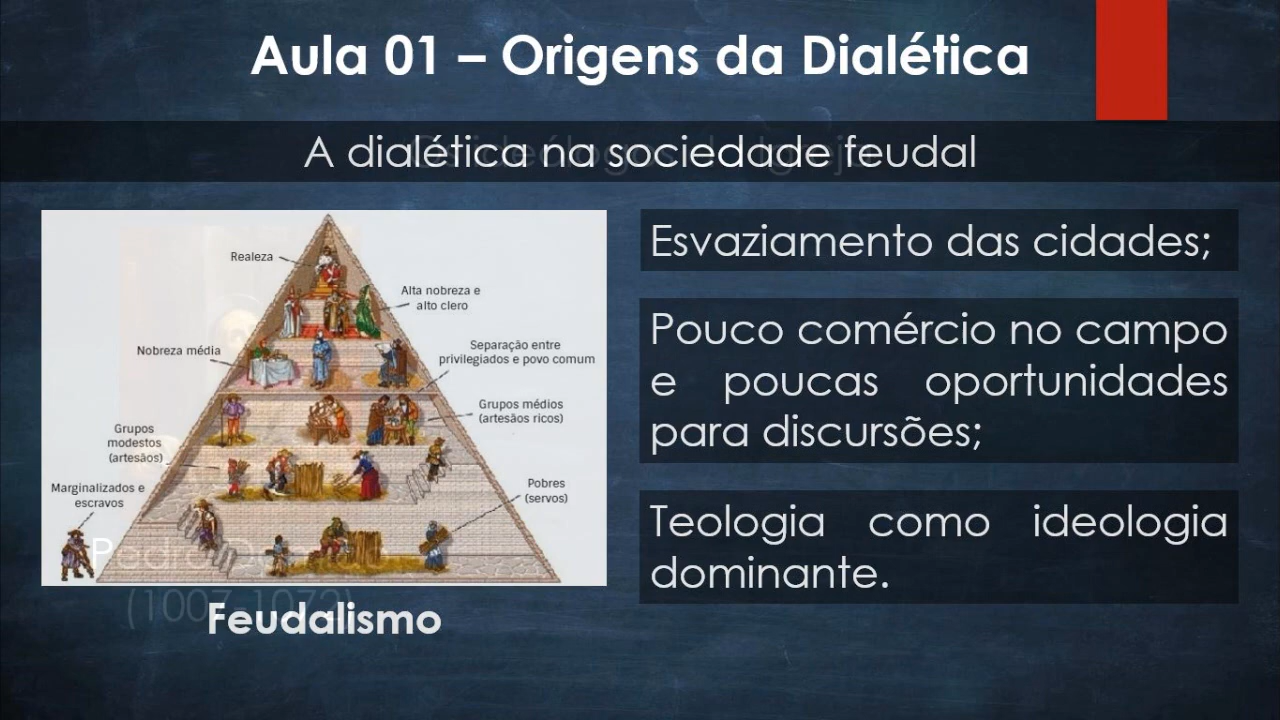 Aula 01 – Origens da Dialética
A dialética na sociedade feudal
Realeza
Alta nobreza e
alto clero
Nobreza média
Separação entre
privilegiados e povo comum
Grupos médios
(artesãos ricos)
Grupos
modestos
(artesãos)
Marginalizados e
escravos
Pobres
(servos)
Feudalismo
Esvaziamento das cidades;
Pouco comércio no campo
e poucas oportunidades
para discursões;
Teologia como ideologia
dominante.
(1007-1072)